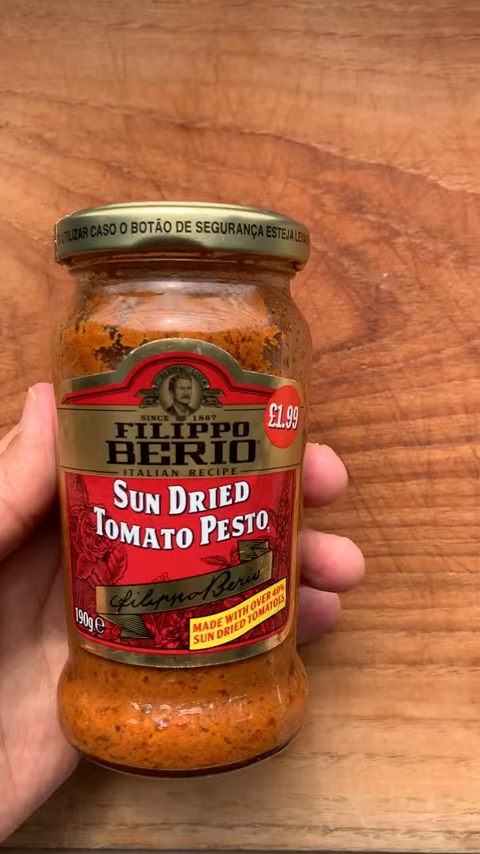 UTILIZAR CASO O BOTÃO DE SEGURANÇA ESTEJA
SINCE 1867
FILIPPO
BERIO
ITALIAN RECIPE
£1.99
SUN DRIED
TOMATO PESTO
Filippo Berio
190g e
MADE WITH OVER 40%
SUN DRIED TOMATOES